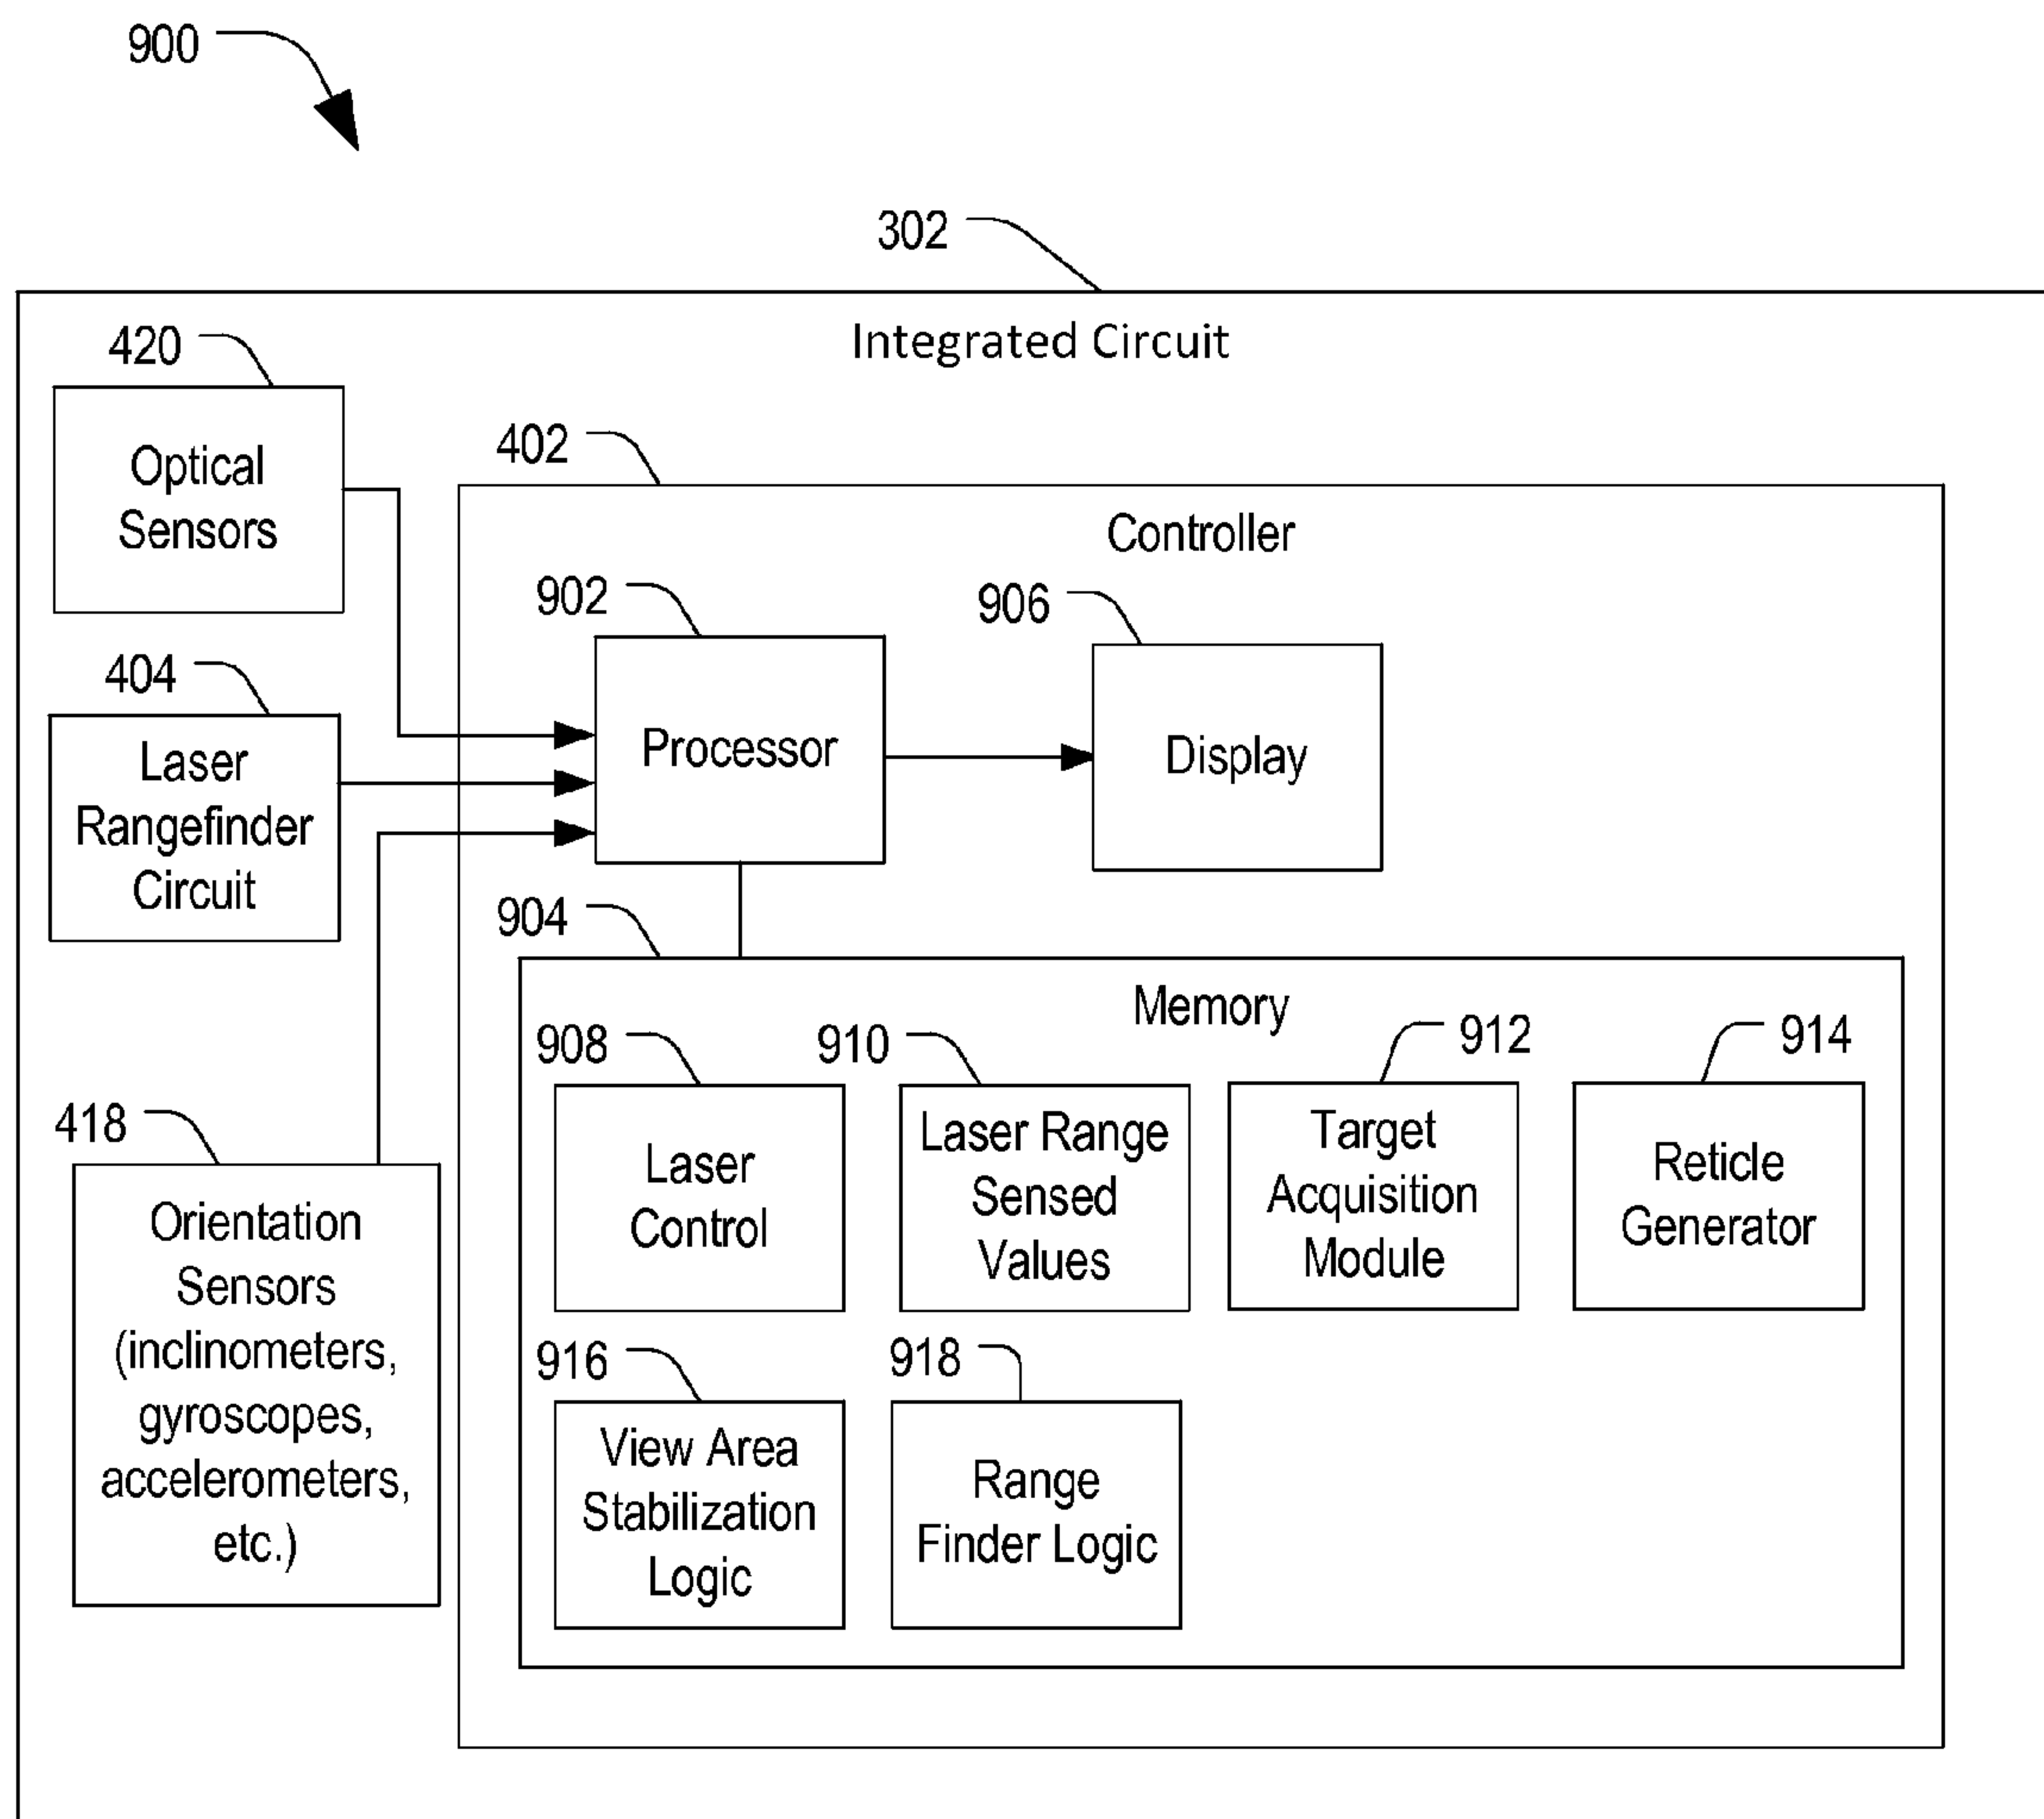 900
302
Integrated Circuit
420
Optical
Sensors
402
Controller
902
Processor
906
Display
404
Laser
Rangefinder
Circuit
904
Memory
908
Laser
Control
910
Laser Range
Sensed
Values
912
Target
Acquisition
Module
914
Reticle
Generator
418
Orientation
Sensors
(inclinometers,
gyroscopes,
accelerometers,
etc.)
916
View Area
Stabilization
Logic
918
Range
Finder Logic